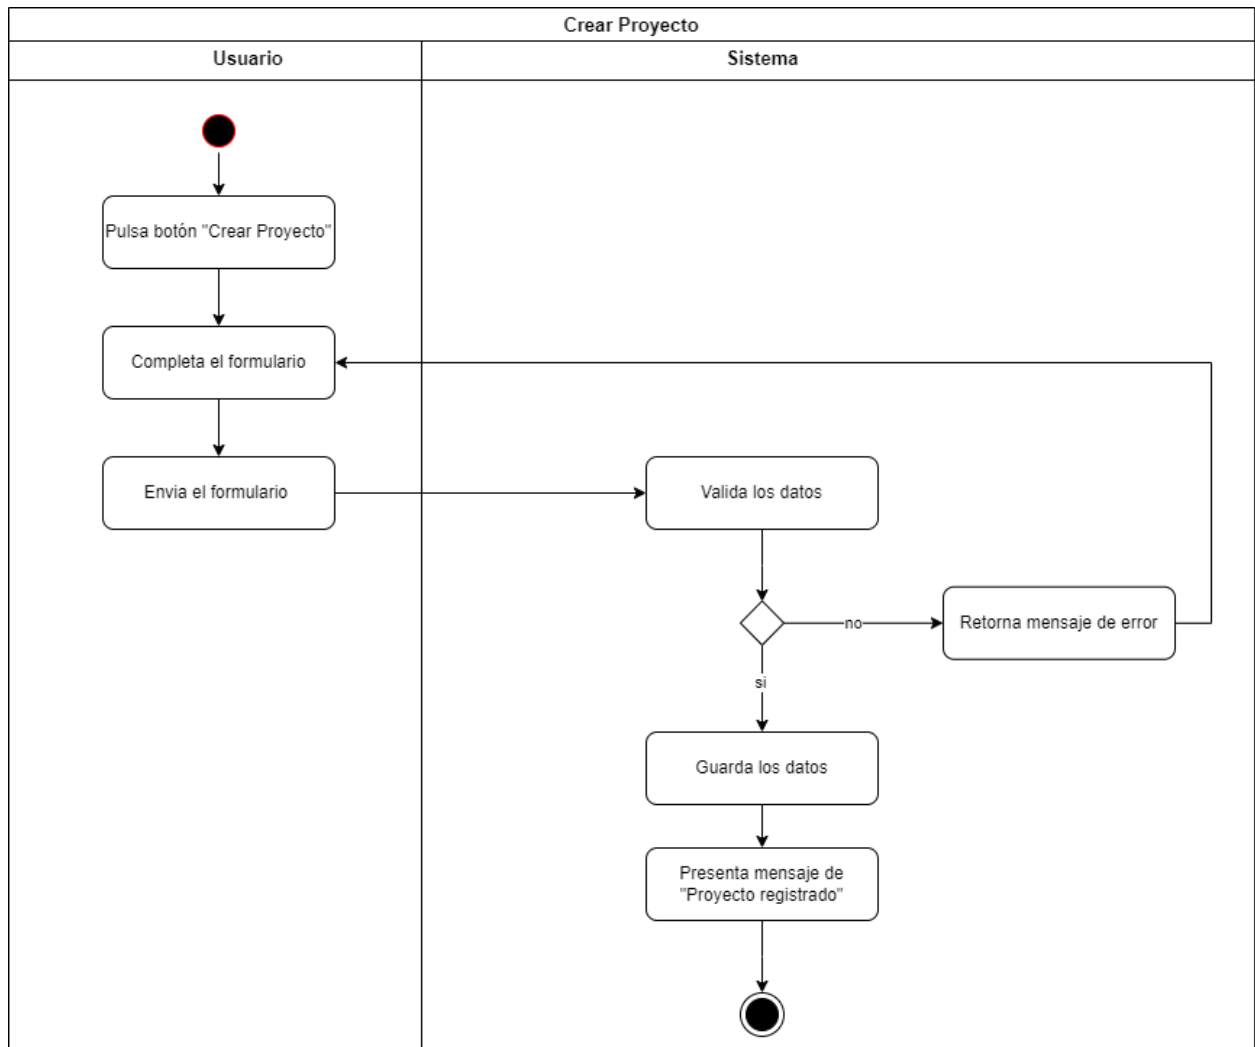 Crear Proyecto
Usuario
Sistema
Pulsa botón "Crear Proyecto"
Completa el formulario
Envia el formulario
Valida los datos
no
Retorna mensaje de error
si
Guarda los datos
Presenta mensaje de
"Proyecto registrado"